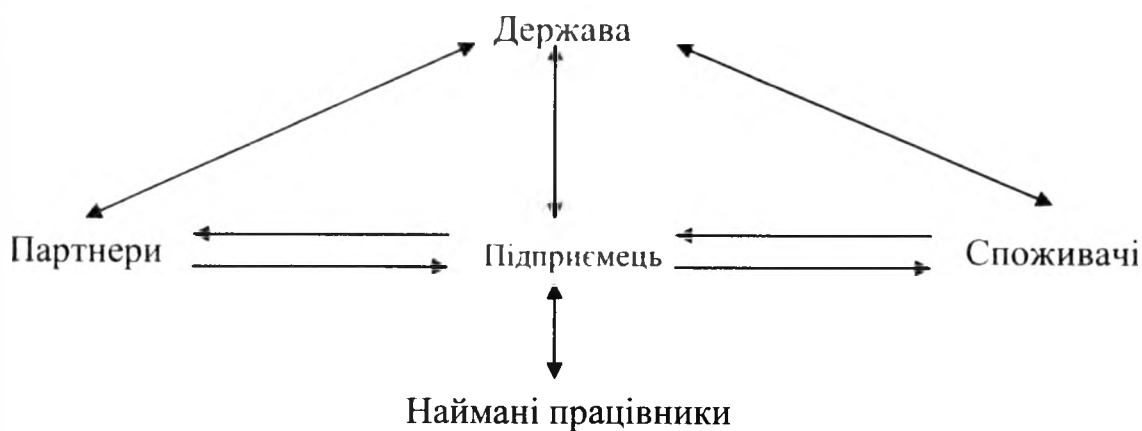 Держава
Партнери
Підприємець
Споживачі
Наймані працівники